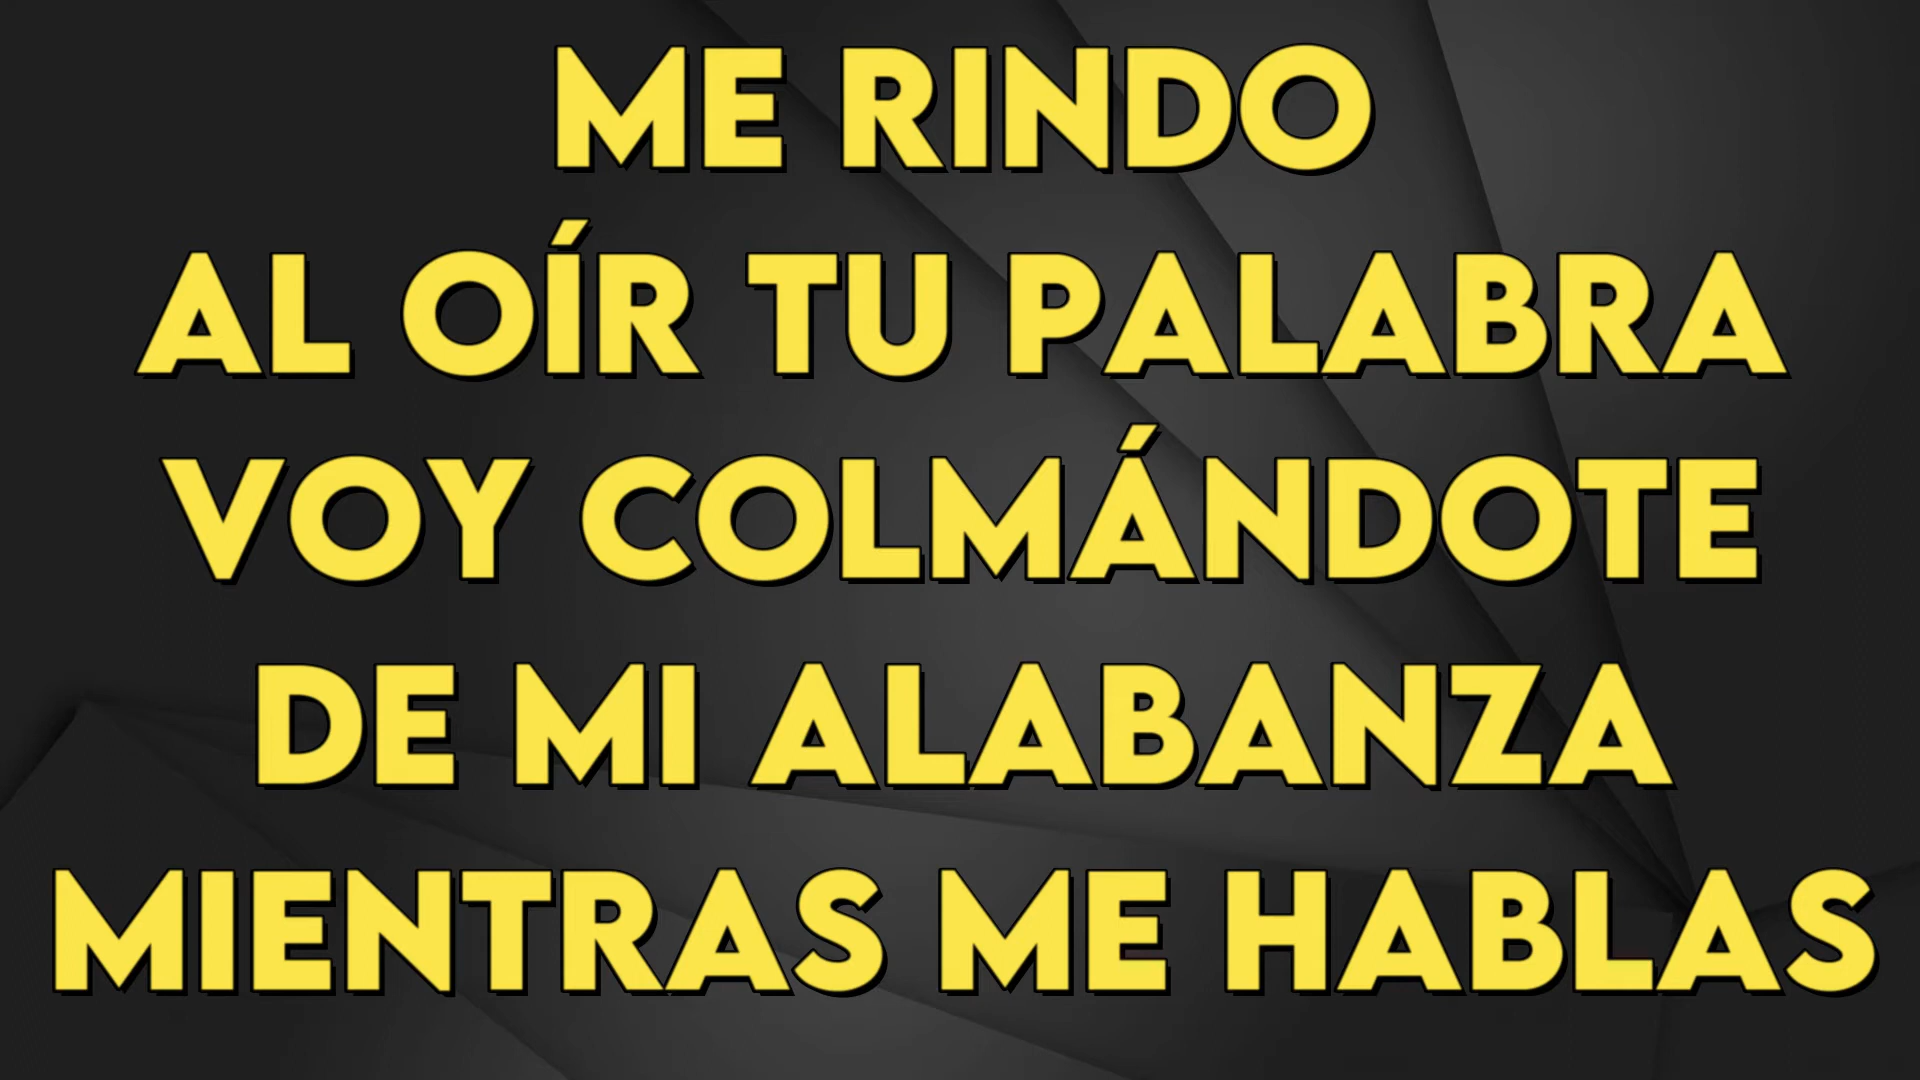 ME RINDO
AL OÍR TU PALABRA
VOY COLMÁNDOTE
DE MI ALABANZA
MIENTRAS ME HABLAS